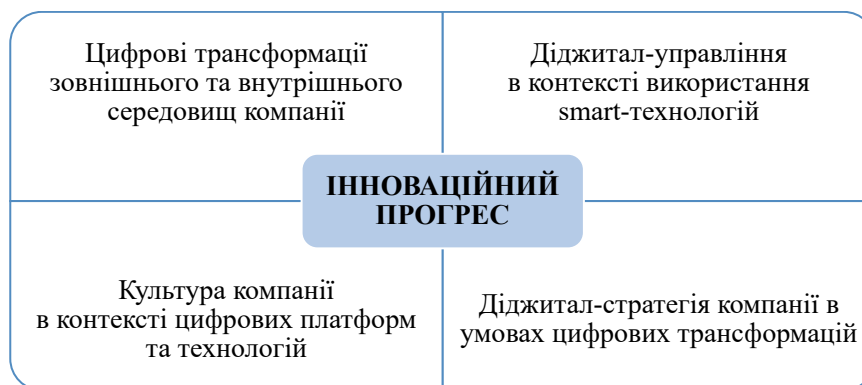 Цифрові трансформації
зовнішнього та внутрішнього
середовищ компанії
Діджитал-управління
в контексті використання
smart-технологій
ІННОВАЦІЙНИЙ
ПРОГРЕС
Культура компанії
в контексті цифрових платформ
та технологій
Діджитал-стратегія компанії в
умовах цифрових трансформацій